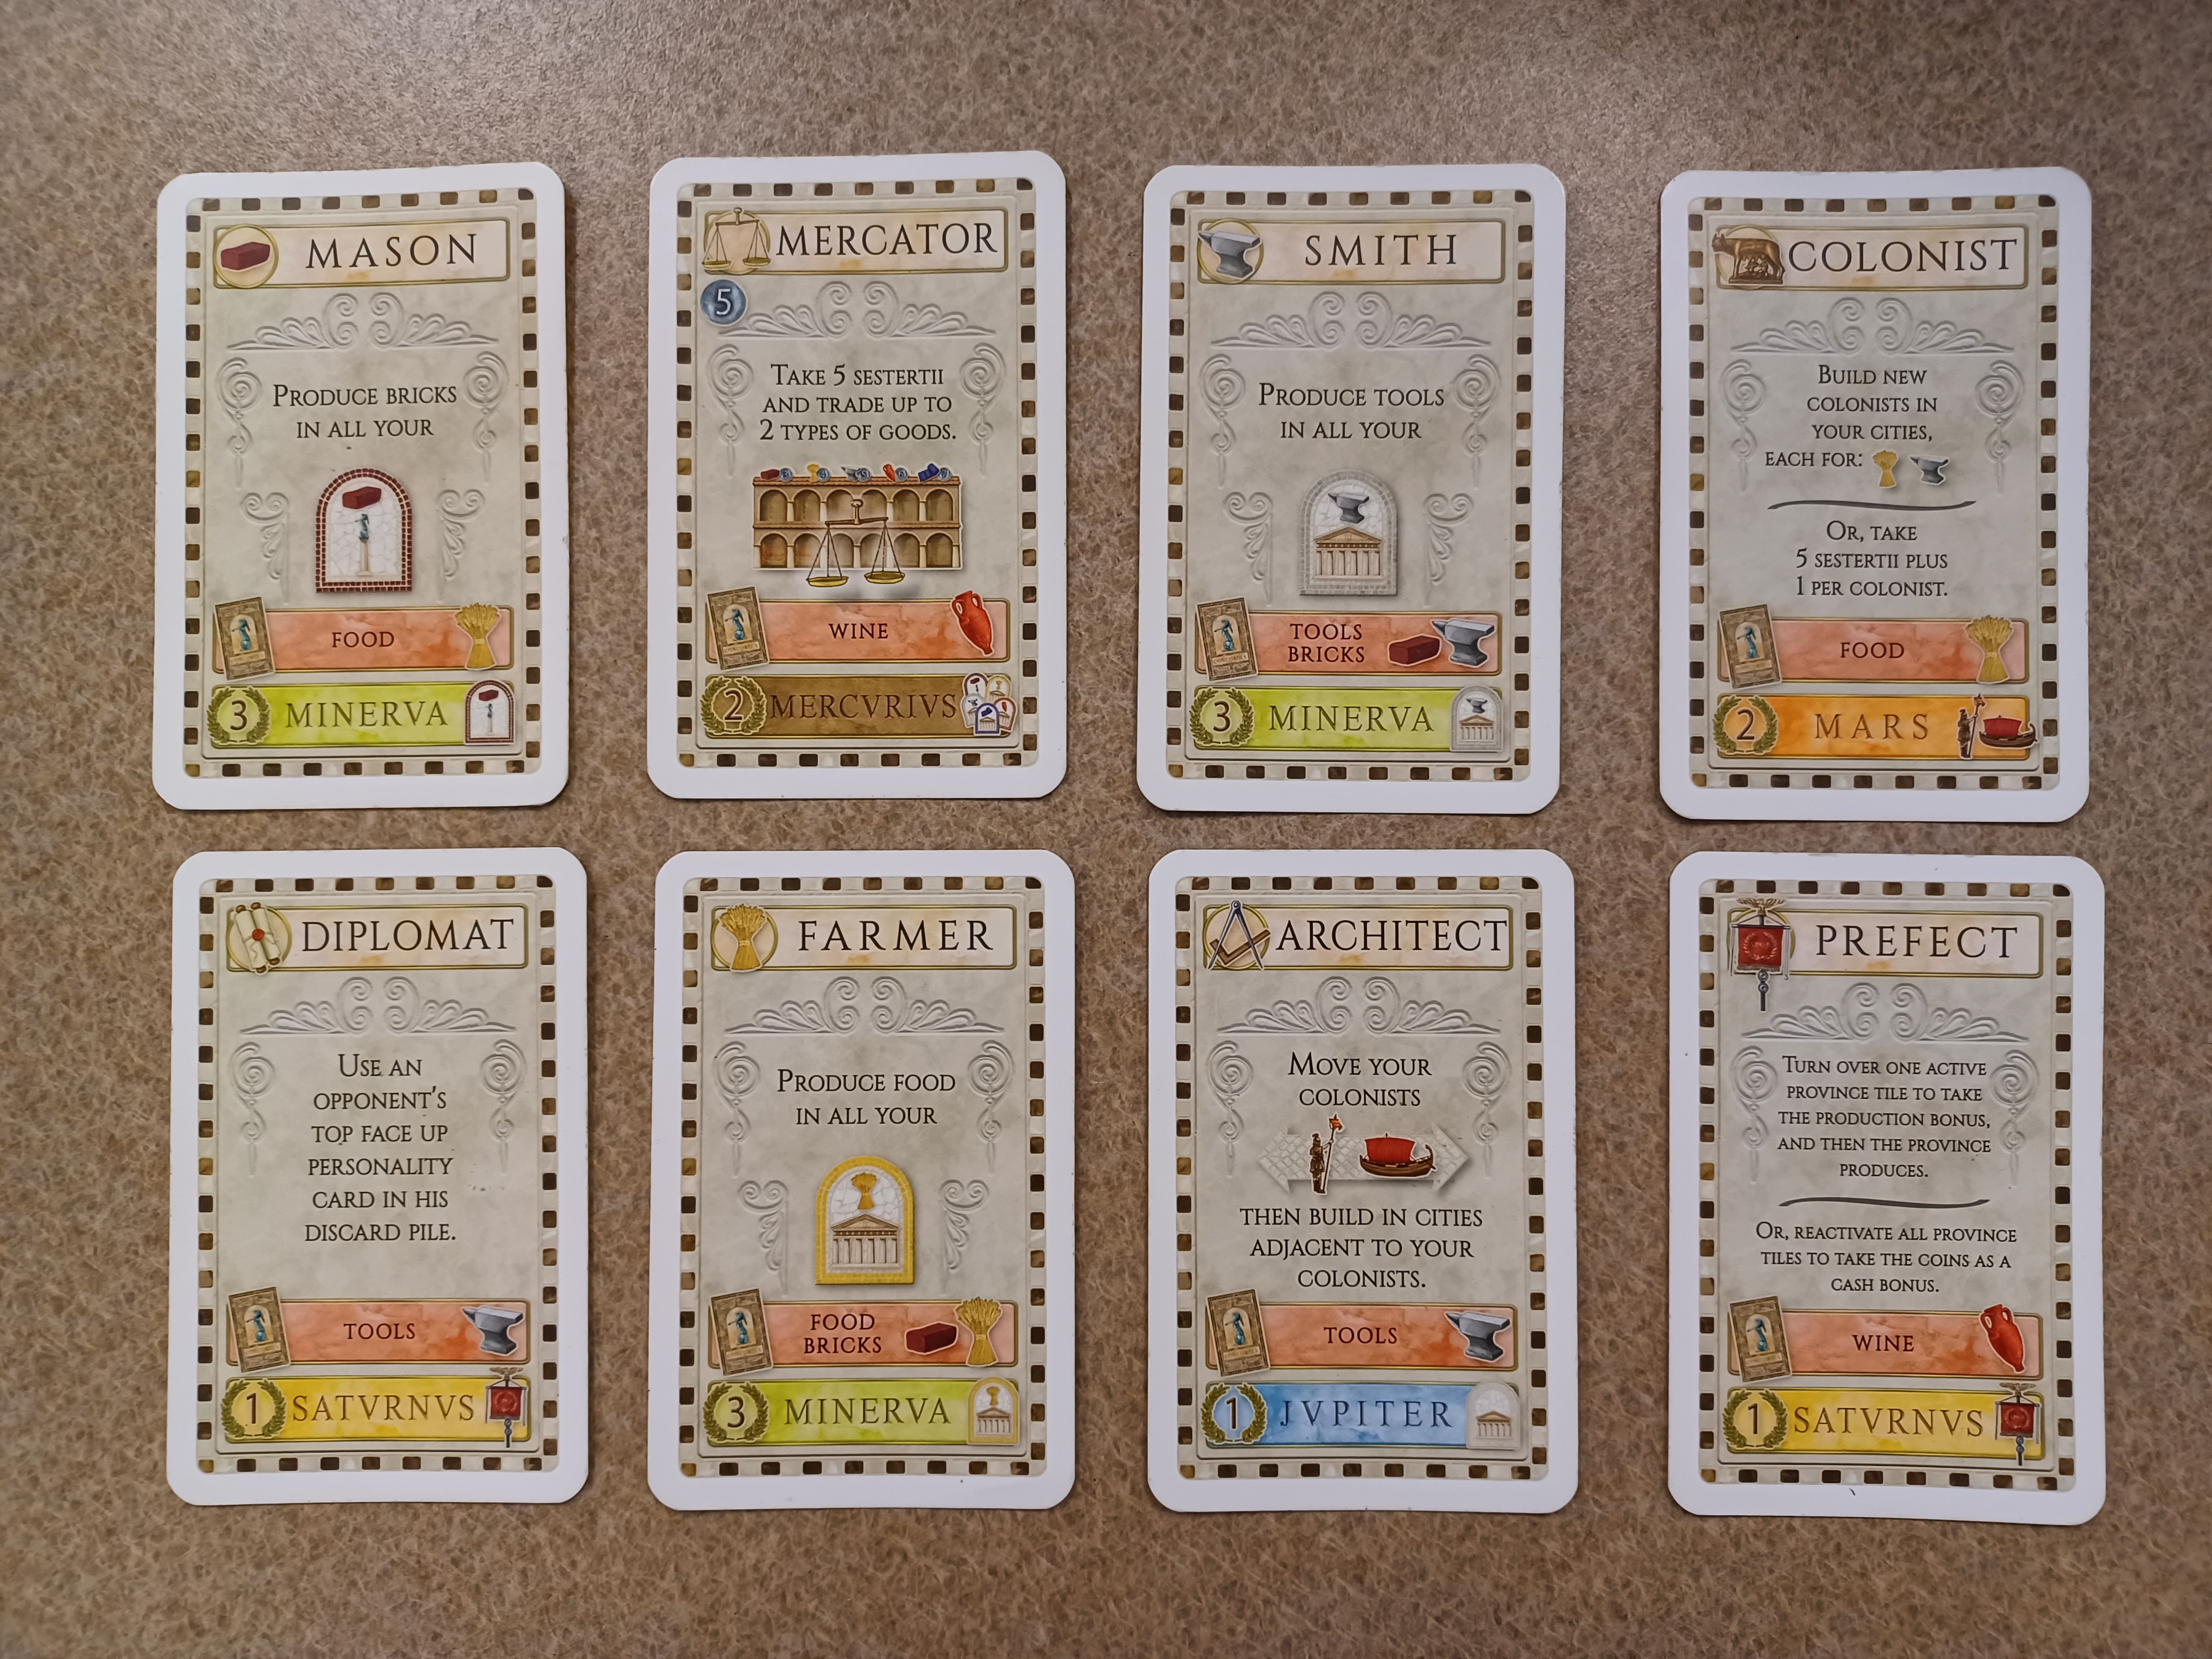 MASON
PRODUCE BRICKS
IN ALL YOUR
FOOD
3 MINERVA
MERCATOR
5
TAKE 5 SESTERTII
AND TRADE UP TO
2 TYPES OF GOODS.
WINE
2 MERCVRIVS
SMITH
PRODUCE TOOLS
IN ALL YOUR
TOOLS
BRICKS
3 MINERVA
COLONIST
BUILD NEW
COLONISTS IN
YOUR CITIES,
EACH FOR:
OR, TAKE
5 SESTERTII PLUS
1 PER COLONIST.
FOOD
2 MARS
DIPLOMAT
USE AN
OPPONENT'S
TOP FACE UP
PERSONALITY
CARD IN HIS
DISCARD PILE.
TOOLS
1 SATVRNVS
FARMER
PRODUCE FOOD
IN ALL YOUR
FOOD
BRICKS
3 MINERVA
ARCHITECT
MOVE YOUR
COLONISTS
THEN BUILD IN CITIES
ADJACENT TO YOUR
COLONISTS.
TOOLS
1 JVPITER
PREFECT
TURN OVER ONE ACTIVE
PROVINCE TILE TO TAKE
THE PRODUCTION BONUS,
AND THEN THE PROVINCE
PRODUCES.
OR, REACTIVATE ALL PROVINCE
TILES TO TAKE THE COINS AS A
CASH BONUS.
WINE
1 SATVRNVS